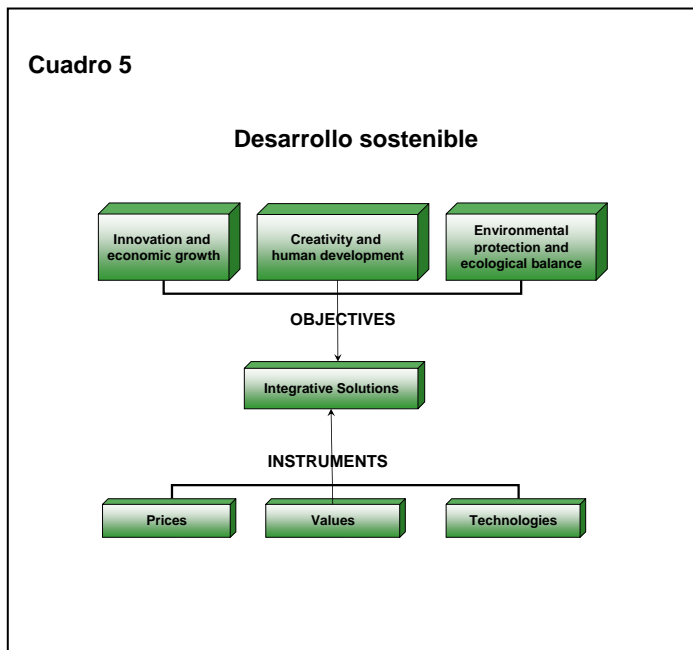 Cuadro 5
Desarrollo sostenible
Innovation and
economic growth
Creativity and
human development
Environmental
protection and
ecological balance
OBJECTIVES
Integrative Solutions
INSTRUMENTS
Prices
Values
Technologies